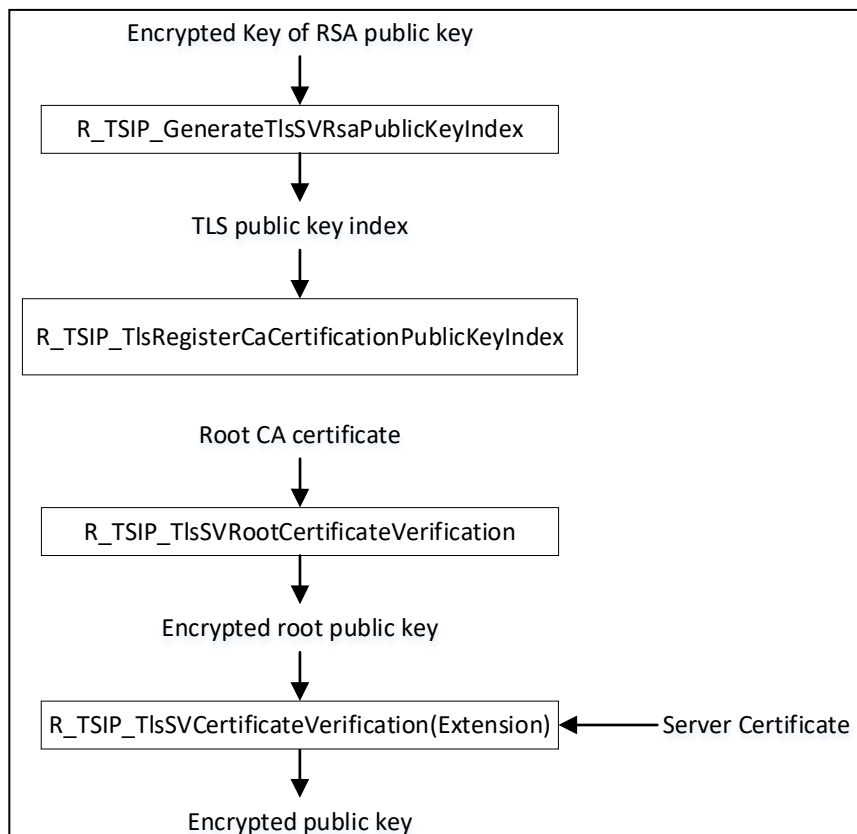 Encrypted Key of RSA public key
R_TSIP_GenerateTlsSVRsaPublicKeyIndex
TLS public key index
R_TSIP_TlsRegisterCaCertificationPublicKeyIndex
Root CA certificate
R_TSIP_TlsSVRootCertificateVerification
Encrypted root public key
R_TSIP_TlsSVCertificateVerification(Extension)
Server Certificate
Encrypted public key